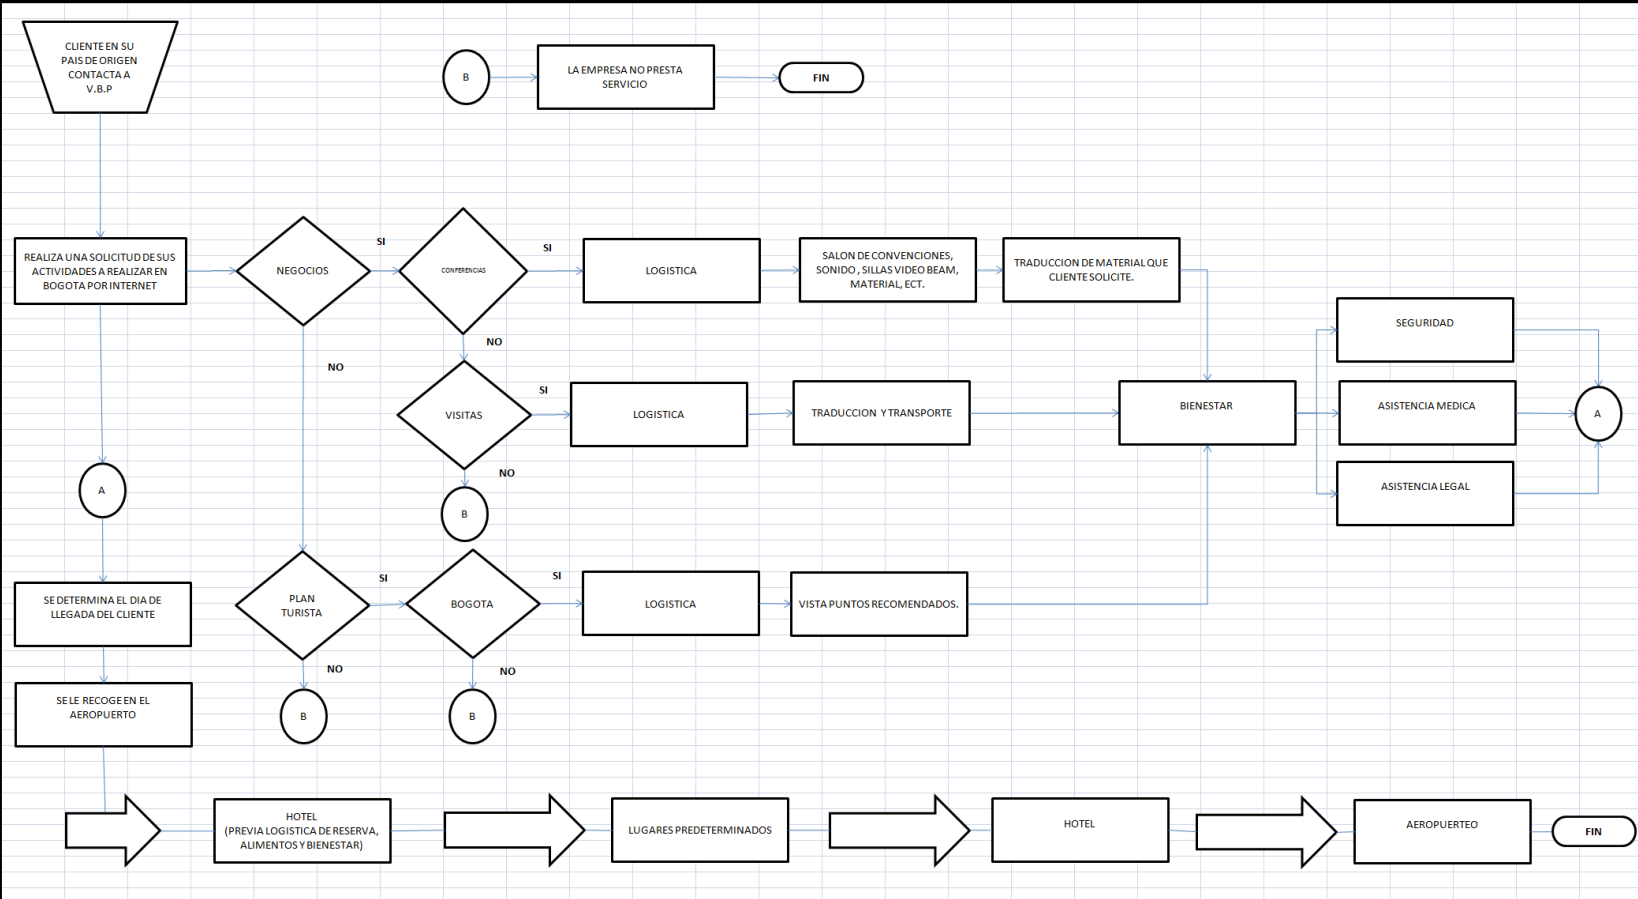 CLIENTE EN SU
PAIS DE ORIGEN
CONTACTA A
V.B.P
B
LA EMPRESA NO PRESTA
SERVICIO
FIN
REALIZA UNA SOLICITUD DE SUS
ACTIVIDADES A REALIZAR EN
BOGOTA POR INTERNET
NEGOCIOS
SI
CONFERENCIAS
SI
LOGISTICA
SALON DE CONVENCIONES,
SONIDO , SILLAS VIDEO BEAM,
MATERIAL, ECT.
TRADUCCION DE MATERIAL QUE
CLIENTE SOLICITE.
NO
NO
VISITAS
SI
LOGISTICA
TRADUCCION Y TRANSPORTE
BIENESTAR
SEGURIDAD
ASISTENCIA MEDICA
ASISTENCIA LEGAL
A
NO
B
A
SE DETERMINA EL DIA DE
LLEGADA DEL CLIENTE
PLAN
TURISTA
SI
BOGOTA
SI
LOGISTICA
VISTA PUNTOS RECOMENDADOS.
NO
NO
B
B
SE LE RECOGE EN EL
AEROPUERTO
HOTEL
(PREVIA LOGISTICA DE RESERVA,
ALIMENTOS Y BIENESTAR)
LUGARES PREDETERMINADOS
HOTEL
AEROPUERTEO
FIN